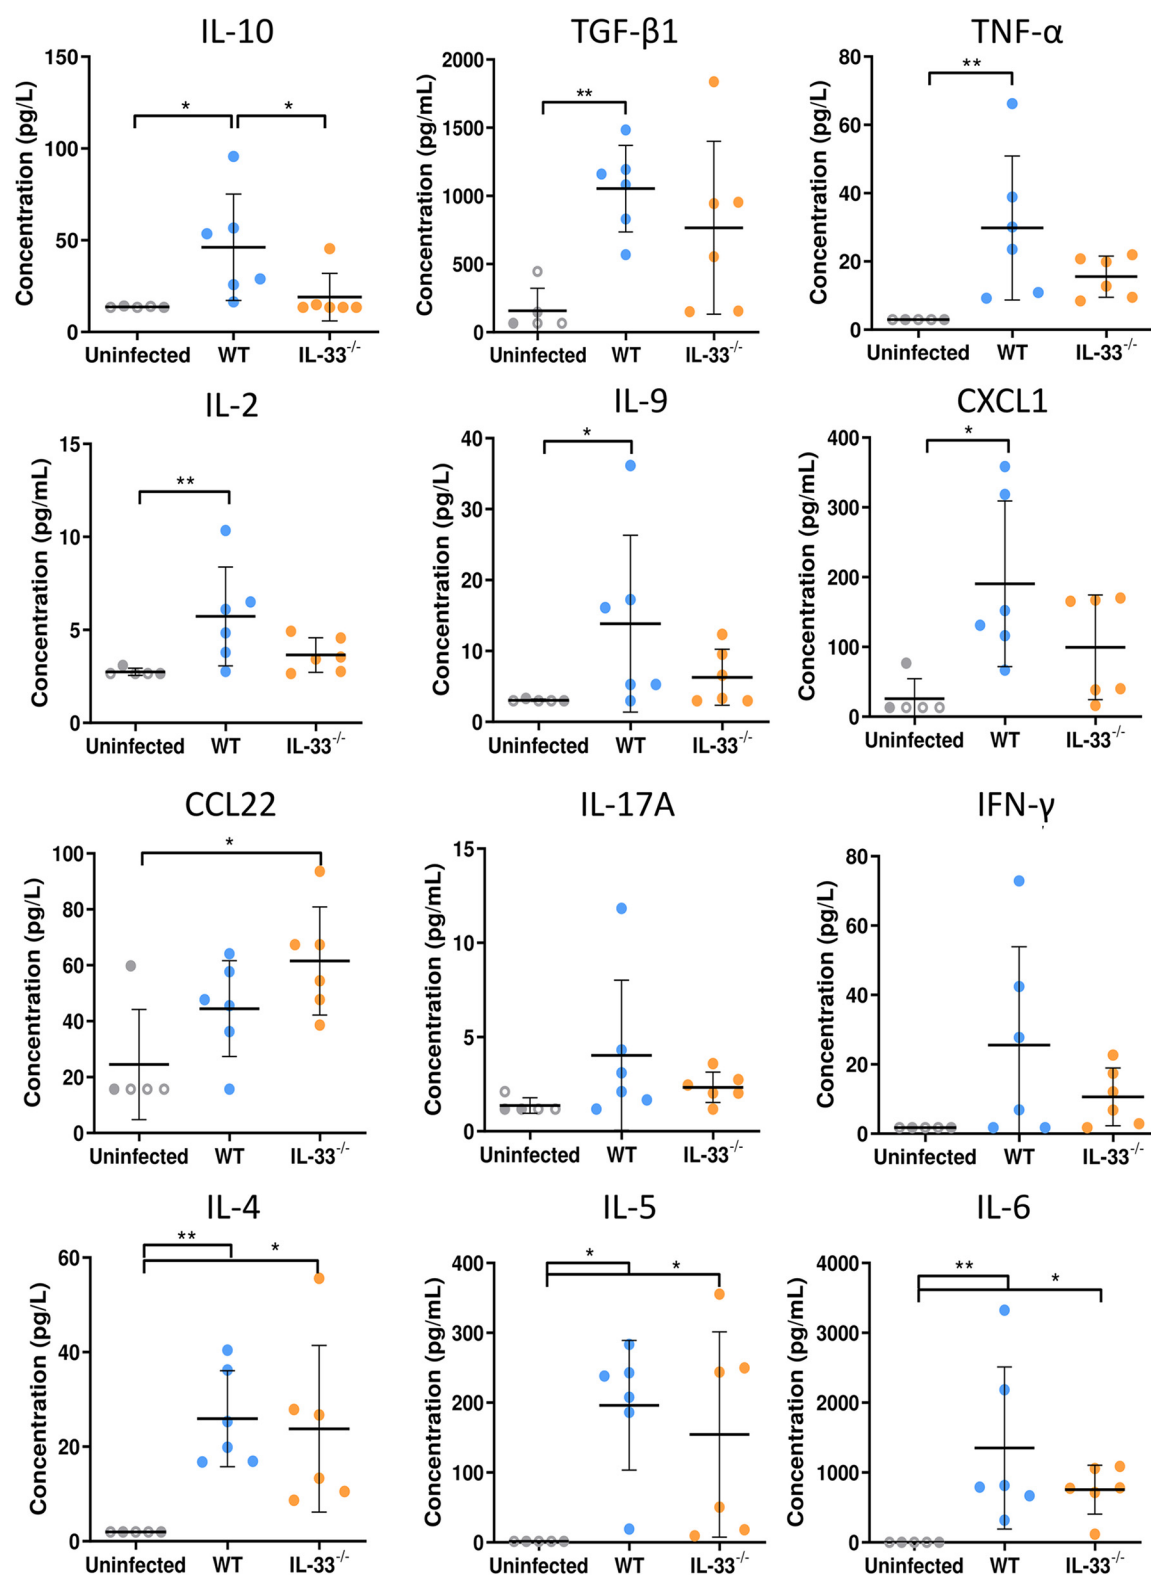 IL-10
150
100
50
0
Concentration (pg/L)
* *
Uninfected WT IL-33-/-
TGF-β1
2000
1500
1000
500
0
Concentration (pg/mL)
**
Uninfected WT IL-33-/-
TNF-α
80
60
40
20
0
Concentration (pg/L)
**
Uninfected WT IL-33-/-
IL-2
15
10
5
0
Concentration (pg/mL)
**
Uninfected WT IL-33-/-
IL-9
40
30
20
10
0
Concentration (pg/mL)
*
Uninfected WT IL-33-/-
CXCL1
400
300
200
100
0
Concentration (pg/mL)
*
Uninfected WT IL-33-/-
CCL22
100
80
60
40
20
0
Concentration (pg/L)
*
Uninfected WT IL-33-/-
IL-17A
15
10
5
0
Concentration (pg/mL)
Uninfected WT IL-33-/-
IFN-γ
80
60
40
20
0
Concentration (pg/L)
Uninfected WT IL-33-/-
IL-4
60
40
20
0
Concentration (pg/L)
** *
Uninfected WT IL-33-/-
IL-5
400
300
200
100
0
Concentration (pg/mL)
* *
Uninfected WT IL-33-/-
IL-6
4000
3000
2000
1000
0
Concentration (pg/mL)
** *
Uninfected WT IL-33-/-